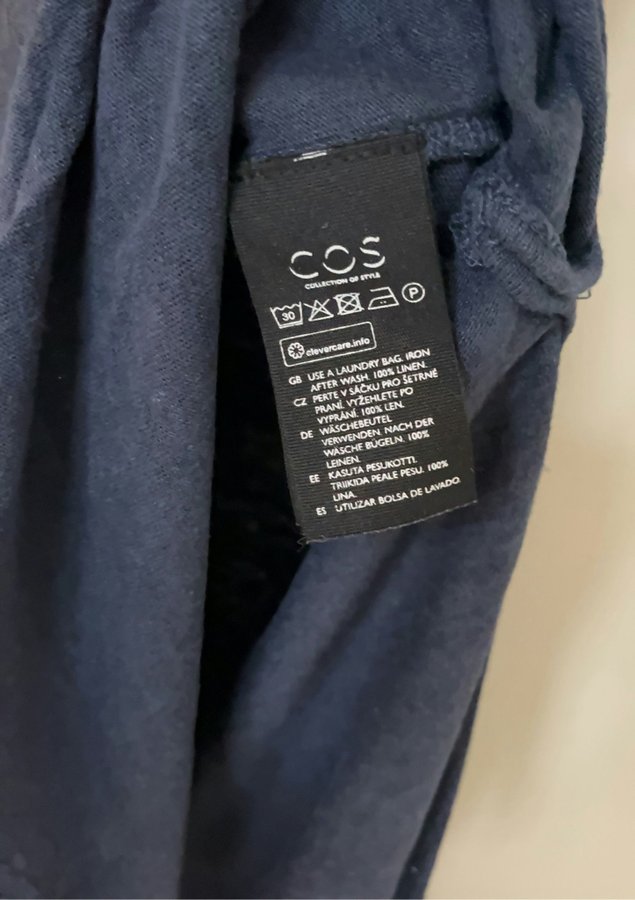 COS
COLLECTION OF STYLE
30 P
clevercare.info
GB USE A LAUNDRY BAG. IRON
AFTER WASH. 100% LINEN.
CZ PERTE V SÁČKU PRO ŠETRNÉ
PRANÍ. VYŽEHLETE PO
VYPRÁNÍ. 100% LEN.
DE WÄSCHEBEUTEL
VERWENDEN. NACH DER
WÄSCHE BÜGELN. 100%
LEINEN.
EE KASUTA PESUKOTTI.
TRIIKIDA PEALE PESU. 100%
LINA.
ES UTILIZAR BOLSA DE LAVADO.